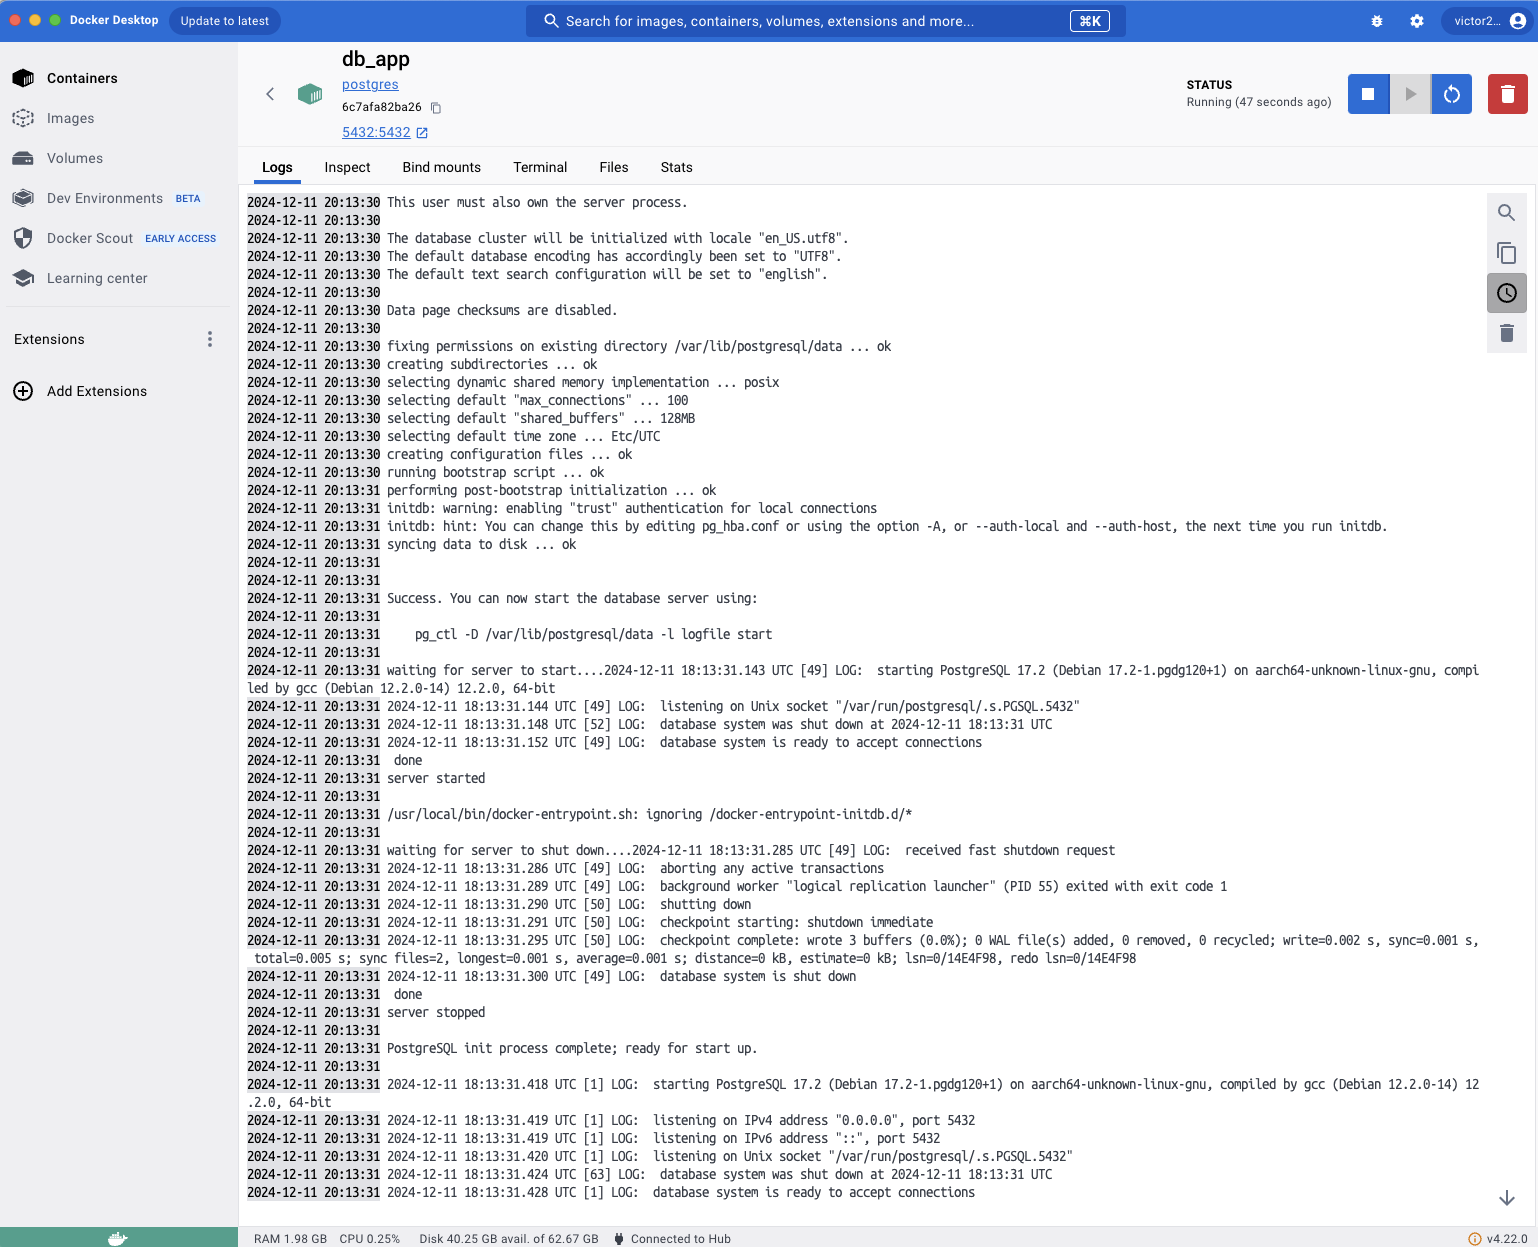 Docker Desktop
Update to latest
Search for images, containers, volumes, extensions and more...
⌘K
victor2...
Containers
Images
Volumes
Dev Environments BETA
Docker Scout EARLY ACCESS
Learning center
Extensions
Add Extensions
db_app
postgres
6c7afa82ba26
5432:5432
STATUS
Running (47 seconds ago)
Logs Inspect Bind mounts Terminal Files Stats
2024-12-11 20:13:30 This user must also own the server process.
2024-12-11 20:13:30
2024-12-11 20:13:30 The database cluster will be initialized with locale "en_US.utf8".
2024-12-11 20:13:30 The default database encoding has accordingly been set to "UTF8".
2024-12-11 20:13:30 The default text search configuration will be set to "english".
2024-12-11 20:13:30
2024-12-11 20:13:30 Data page checksums are disabled.
2024-12-11 20:13:30
2024-12-11 20:13:30 fixing permissions on existing directory /var/lib/postgresql/data ... ok
2024-12-11 20:13:30 creating subdirectories ... ok
2024-12-11 20:13:30 selecting dynamic shared memory implementation ... posix
2024-12-11 20:13:30 selecting default "max_connections" ... 100
2024-12-11 20:13:30 selecting default "shared_buffers" ... 128MB
2024-12-11 20:13:30 selecting default time zone ... Etc/UTC
2024-12-11 20:13:30 creating configuration files ... ok
2024-12-11 20:13:30 running bootstrap script ... ok
2024-12-11 20:13:31 performing post-bootstrap initialization ... ok
2024-12-11 20:13:31 initdb: warning: enabling "trust" authentication for local connections
2024-12-11 20:13:31 initdb: hint: You can change this by editing pg_hba.conf or using the option -A, or --auth-local and --auth-host, the next time you run initdb.
2024-12-11 20:13:31 syncing data to disk ... ok
2024-12-11 20:13:31
2024-12-11 20:13:31
2024-12-11 20:13:31 Success. You can now start the database server using:
2024-12-11 20:13:31
2024-12-11 20:13:31     pg_ctl -D /var/lib/postgresql/data -l logfile start
2024-12-11 20:13:31
2024-12-11 20:13:31 waiting for server to start....2024-12-11 18:13:31.143 UTC [49] LOG:  starting PostgreSQL 17.2 (Debian 17.2-1.pgdg120+1) on aarch64-unknown-linux-gnu, compi
led by gcc (Debian 12.2.0-14) 12.2.0, 64-bit
2024-12-11 20:13:31 2024-12-11 18:13:31.144 UTC [49] LOG:  listening on Unix socket "/var/run/postgresql/.s.PGSQL.5432"
2024-12-11 20:13:31 2024-12-11 18:13:31.148 UTC [52] LOG:  database system was shut down at 2024-12-11 18:13:31 UTC
2024-12-11 20:13:31 2024-12-11 18:13:31.152 UTC [49] LOG:  database system is ready to accept connections
2024-12-11 20:13:31  done
2024-12-11 20:13:31 server started
2024-12-11 20:13:31
2024-12-11 20:13:31 /usr/local/bin/docker-entrypoint.sh: ignoring /docker-entrypoint-initdb.d/*
2024-12-11 20:13:31
2024-12-11 20:13:31 waiting for server to shut down....2024-12-11 18:13:31.285 UTC [49] LOG:  received fast shutdown request
2024-12-11 20:13:31 2024-12-11 18:13:31.286 UTC [49] LOG:  aborting any active transactions
2024-12-11 20:13:31 2024-12-11 18:13:31.289 UTC [49] LOG:  background worker "logical replication launcher" (PID 55) exited with exit code 1
2024-12-11 20:13:31 2024-12-11 18:13:31.290 UTC [50] LOG:  shutting down
2024-12-11 20:13:31 2024-12-11 18:13:31.291 UTC [50] LOG:  checkpoint starting: shutdown immediate
2024-12-11 20:13:31 2024-12-11 18:13:31.295 UTC [50] LOG:  checkpoint complete: wrote 3 buffers (0.0%); 0 WAL file(s) added, 0 removed, 0 recycled; write=0.002 s, sync=0.001 s,
 total=0.005 s; sync files=2, longest=0.001 s, average=0.001 s; distance=0 kB, estimate=0 kB; lsn=0/14E4F98, redo lsn=0/14E4F98
2024-12-11 20:13:31 2024-12-11 18:13:31.300 UTC [49] LOG:  database system is shut down
2024-12-11 20:13:31  done
2024-12-11 20:13:31 server stopped
2024-12-11 20:13:31
2024-12-11 20:13:31 PostgreSQL init process complete; ready for start up.
2024-12-11 20:13:31
2024-12-11 20:13:31 2024-12-11 18:13:31.418 UTC [1] LOG:  starting PostgreSQL 17.2 (Debian 17.2-1.pgdg120+1) on aarch64-unknown-linux-gnu, compiled by gcc (Debian 12.2.0-14) 12
.2.0, 64-bit
2024-12-11 20:13:31 2024-12-11 18:13:31.419 UTC [1] LOG:  listening on IPv4 address "0.0.0.0", port 5432
2024-12-11 20:13:31 2024-12-11 18:13:31.419 UTC [1] LOG:  listening on IPv6 address "::", port 5432
2024-12-11 20:13:31 2024-12-11 18:13:31.420 UTC [1] LOG:  listening on Unix socket "/var/run/postgresql/.s.PGSQL.5432"
2024-12-11 20:13:31 2024-12-11 18:13:31.424 UTC [63] LOG:  database system was shut down at 2024-12-11 18:13:31 UTC
2024-12-11 20:13:31 2024-12-11 18:13:31.428 UTC [1] LOG:  database system is ready to accept connections
RAM 1.98 GB CPU 0.25% Disk 40.25 GB avail. of 62.67 GB Connected to Hub
v4.22.0